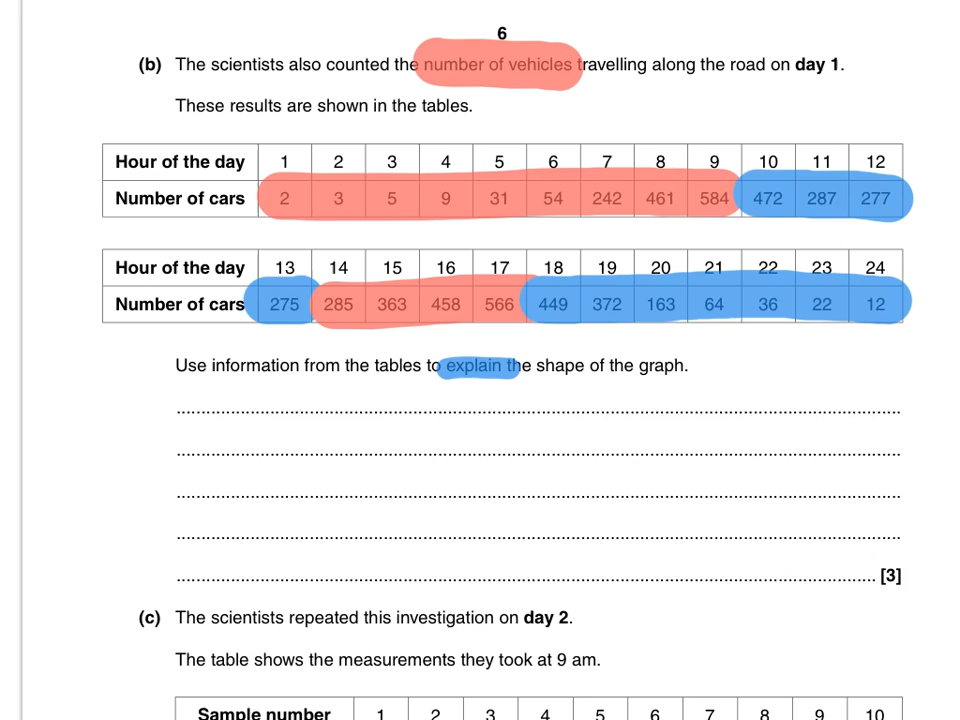 6
(b) The scientists also counted the number of vehicles travelling along the road on day 1.
These results are shown in the tables.
Hour of the day 1 2 3 4 5 6 7 8 9 10 11 12
Number of cars 2 3 5 9 31 54 242 461 584 472 287 277
Hour of the day 13 14 15 16 17 18 19 20 21 22 23 24
Number of cars 275 285 363 458 566 449 372 163 64 36 22 12
Use information from the tables to explain the shape of the graph.
[3]
(c) The scientists repeated this investigation on day 2.
The table shows the measurements they took at 9 am.
Sample number 1 2 3 4 5 6 7 8 9 10